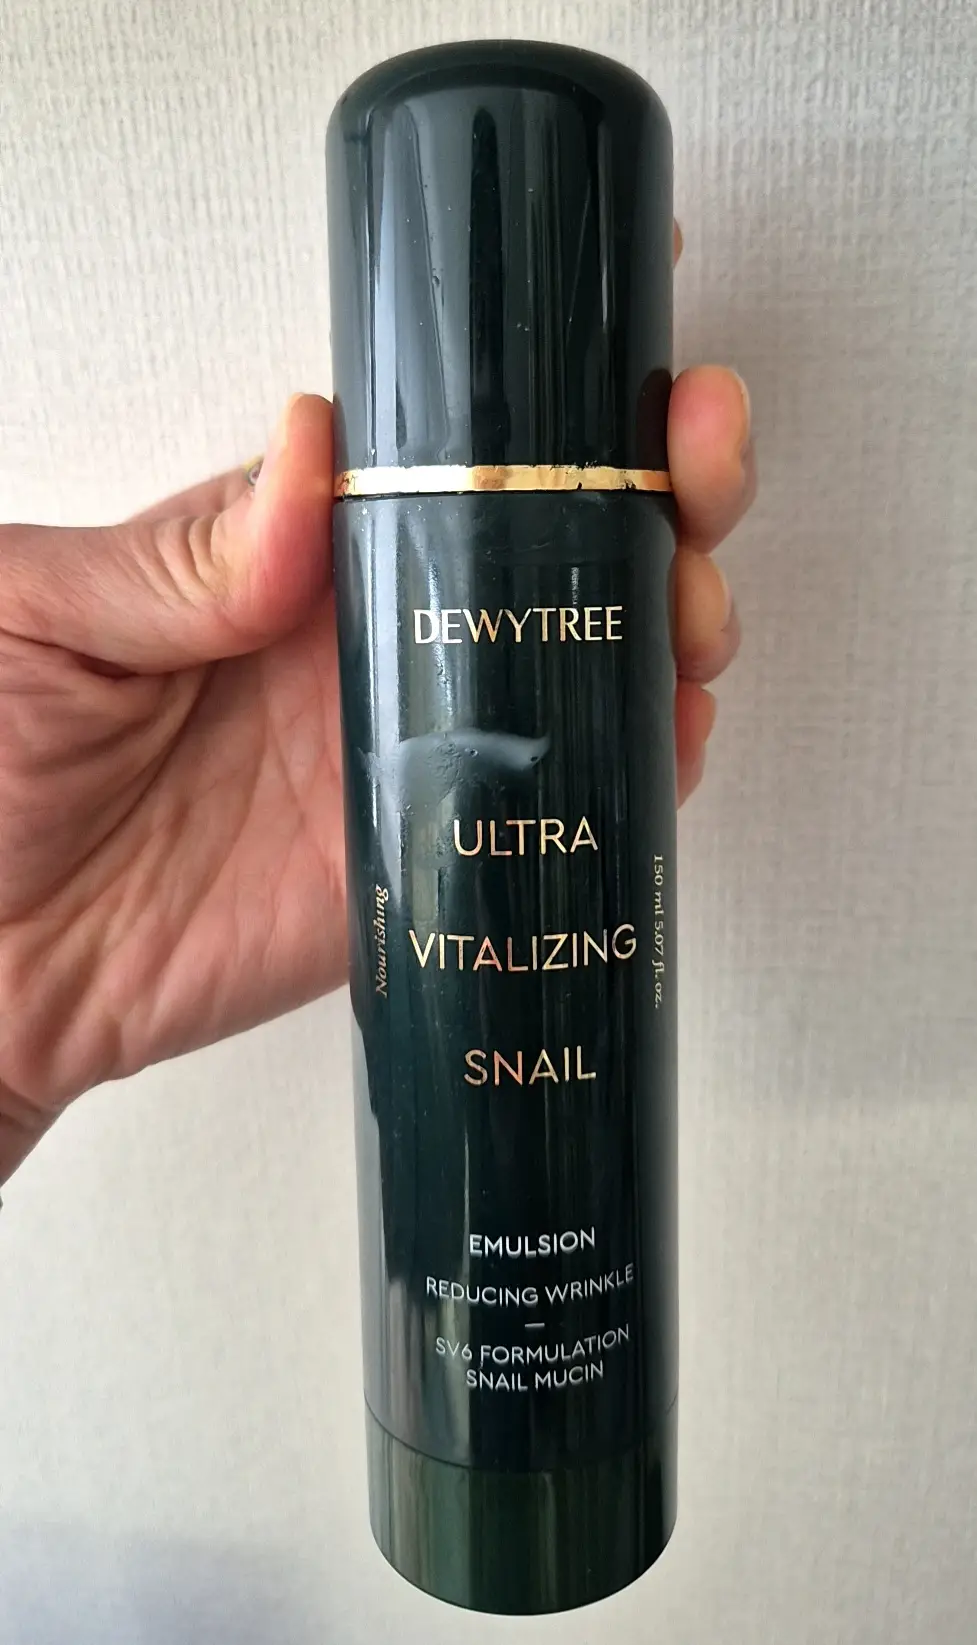 DEWYTREE
ULTRA
VITALIZING
SNAIL
Nourishing
150 ml 5.07 fl. oz.
EMULSION
REDUCING WRINKLE
SV6 FORMULATION
SNAIL MUCIN